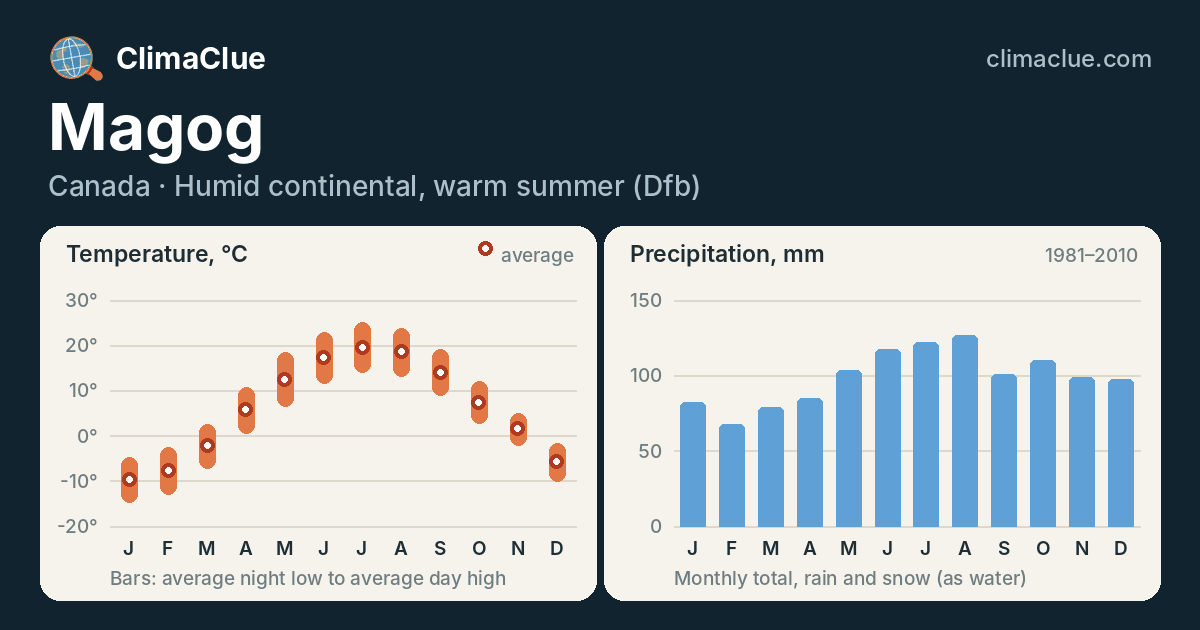 ClimaClue
climaclue.com
Magog
Canada · Humid continental, warm summer (Dfb)
Temperature, °C
average
30°
20°
10°
0°
-10°
-20°
J F M A M J J A S O N D
Bars: average night low to average day high
Precipitation, mm
1981–2010
150
100
50
0
J F M A M J J A S O N D
Monthly total, rain and snow (as water)